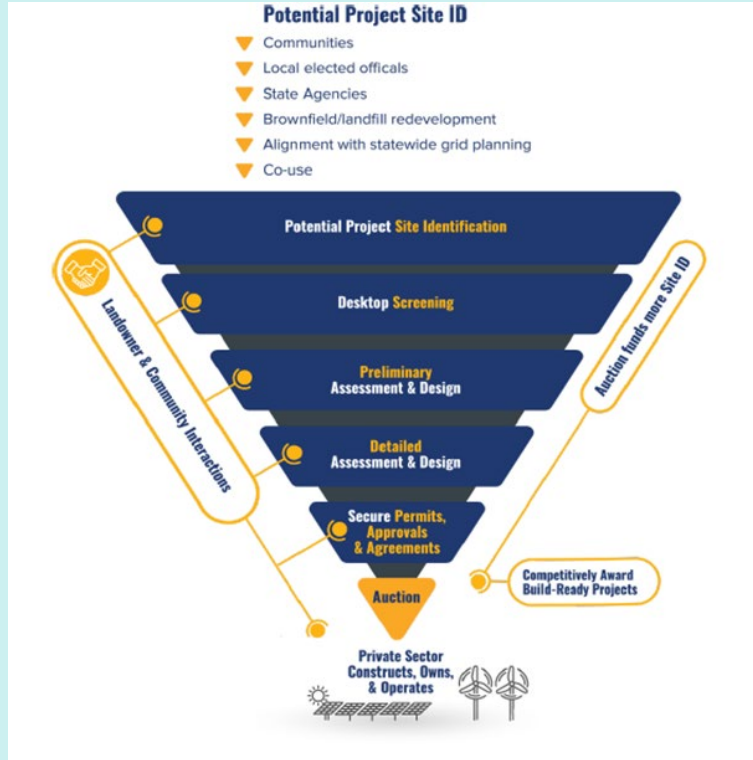 Potential Project Site ID
Communities
Local elected officals
State Agencies
Brownfield/landfill redevelopment
Alignment with statewide grid planning
Co-use
Potential Project Site Identification
Desktop Screening
Preliminary
Assessment & Design
Detailed
Assessment & Design
Secure Permits,
Approvals
& Agreements
Auction
Landowner & Community Interactions
Auction funds more Site ID
Competitively Award
Build-Ready Projects
Private Sector
Constructs, Owns,
& Operates